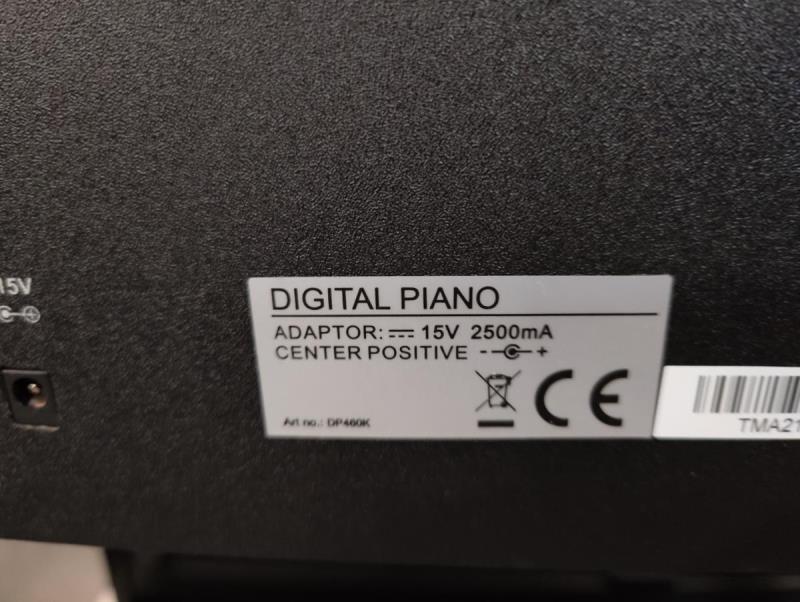 15V
DIGITAL PIANO
ADAPTOR: 15V 2500mA
CENTER POSITIVE - +
CE
Art no.: DP460K
TMA21